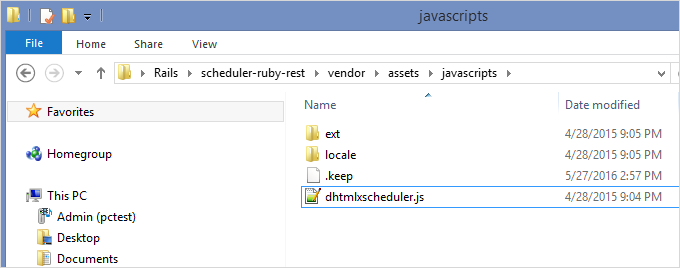 javascripts
File Home Share View
Rails scheduler-ruby-rest vendor assets javascripts
Favorites
Homegroup
This PC
Admin (pctest)
Desktop
Documents
Name Date modified
ext 4/28/2015 9:05 PM
locale 4/28/2015 9:05 PM
.keep 5/27/2016 2:57 PM
dhtmlxscheduler.js 4/28/2015 9:04 PM